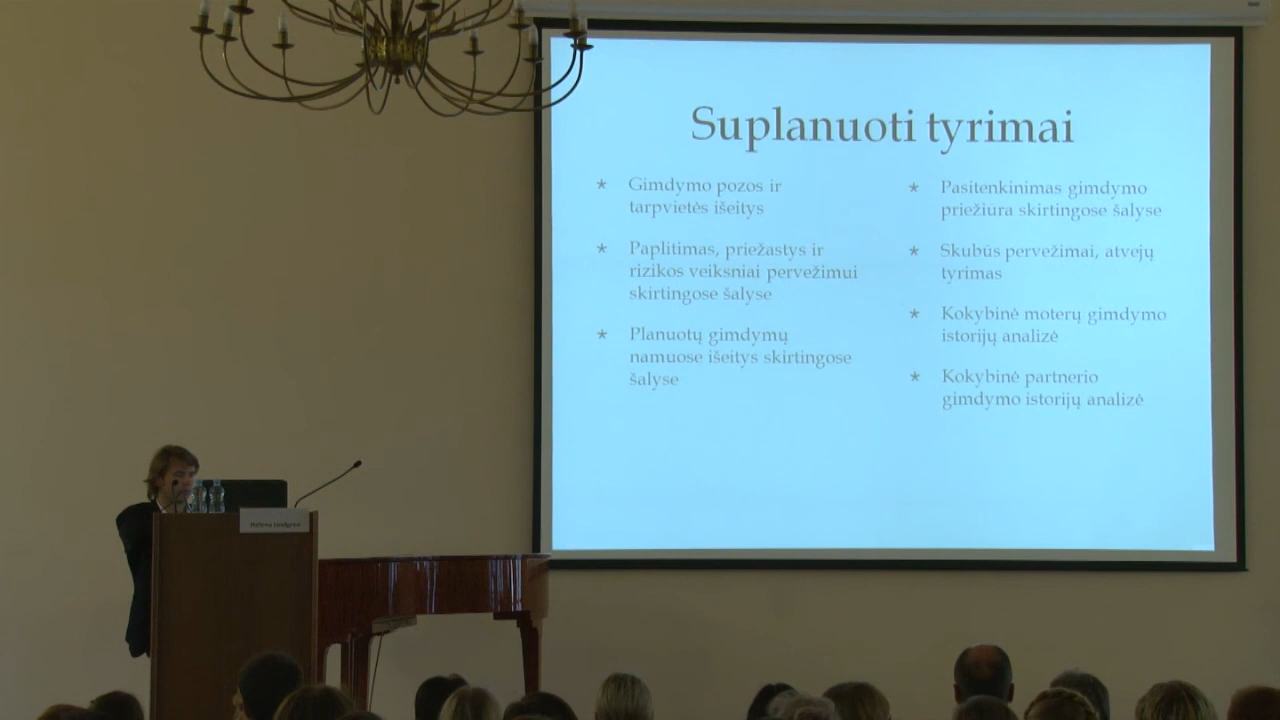 Suplanuoti tyrimai
* Gimdymo pozos ir
tarpvietės išeitys
* Paplitimas, priežastys ir
rizikos veiksniai pervežimui
skirtingose šalyse
* Planuotų gimdymų
namuose išeitys skirtingose
šalyse
* Pasitenkinimas gimdymo
priežiūra skirtingose šalyse
* Skubūs pervežimai, atvejų
tyrimas
* Kokybinė moterų gimdymo
istorijų analizė
* Kokybinė partnerio
gimdymo istorijų analizė
Helena Lindgren